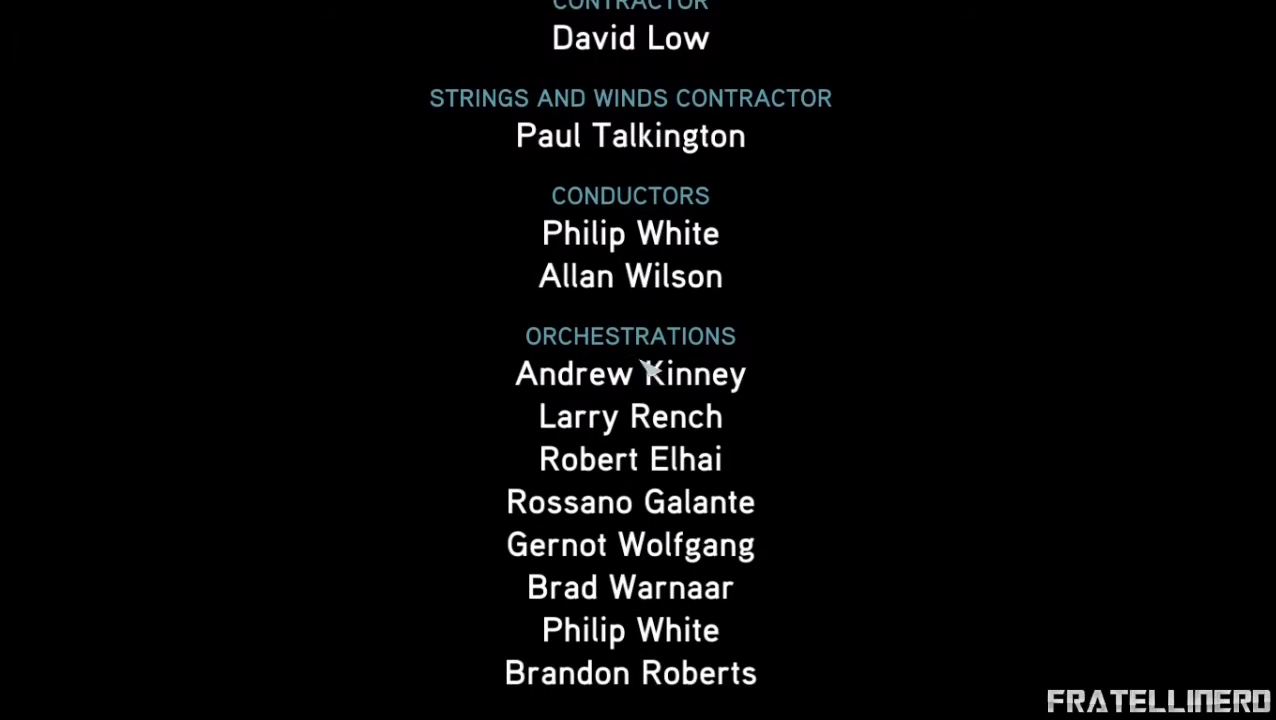 CONTRACTOR
David Low
STRINGS AND WINDS CONTRACTOR
Paul Talkington
CONDUCTORS
Philip White
Allan Wilson
ORCHESTRATIONS
Andrew Kinney
Larry Rench
Robert Elhai
Rossano Galante
Gernot Wolfgang
Brad Warnaar
Philip White
Brandon Roberts
FRATELLINERD